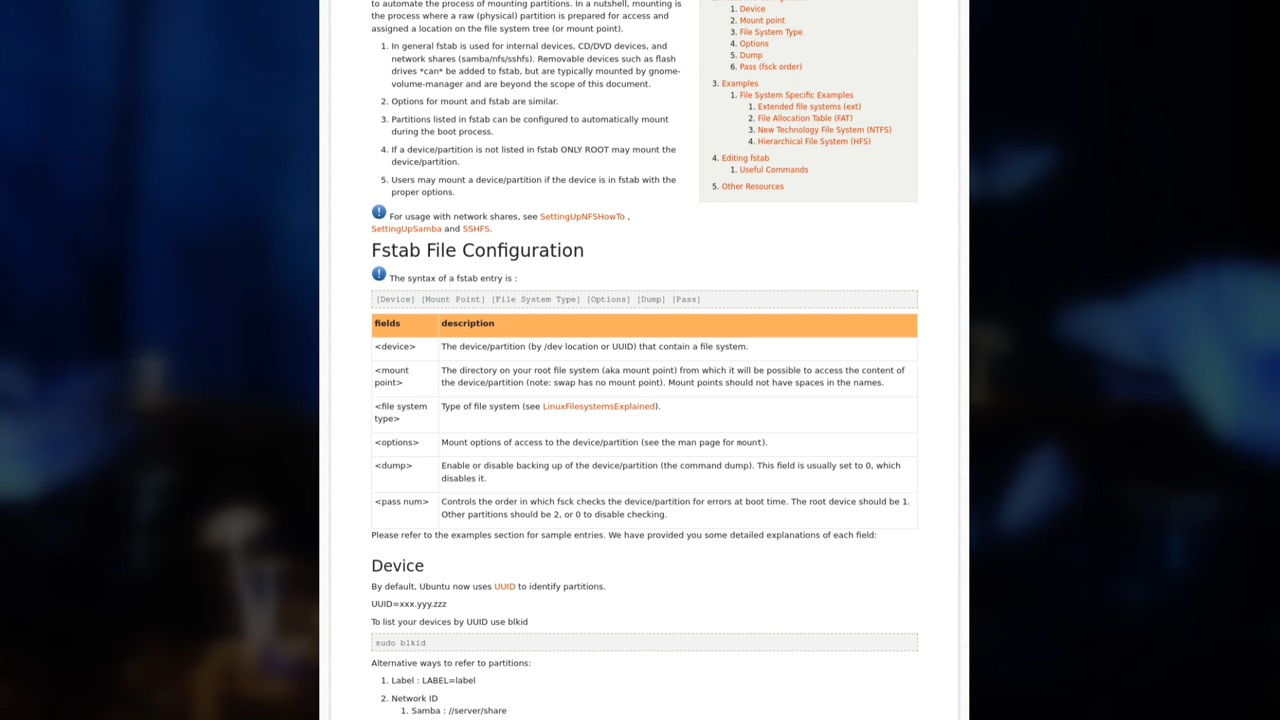 to automate the process of mounting partitions. In a nutshell, mounting is
the process where a raw (physical) partition is prepared for access and
assigned a location on the file system tree (or mount point).
1. In general fstab is used for internal devices, CD/DVD devices, and
network shares (samba/nfs/sshfs). Removable devices such as flash
drives *can* be added to fstab, but are typically mounted by gnome-
volume-manager and are beyond the scope of this document.
2. Options for mount and fstab are similar.
3. Partitions listed in fstab can be configured to automatically mount
during the boot process.
4. If a device/partition is not listed in fstab ONLY ROOT may mount the
device/partition.
5. Users may mount a device/partition if the device is in fstab with the
proper options.
For usage with network shares, see SettingUpNFSHowTo ,
SettingUpSamba and SSHFS.
1. Device
2. Mount point
3. File System Type
4. Options
5. Dump
6. Pass (fsck order)
3. Examples
1. File System Specific Examples
1. Extended file systems (ext)
2. File Allocation Table (FAT)
3. New Technology File System (NTFS)
4. Hierarchical File System (HFS)
4. Editing fstab
1. Useful Commands
5. Other Resources
Fstab File Configuration
The syntax of a fstab entry is :
[Device] [Mount Point] [File System Type] [Options] [Dump] [Pass]
fields description
<device> The device/partition (by /dev location or UUID) that contain a file system.
<mount point> The directory on your root file system (aka mount point) from which it will be possible to access the content of
the device/partition (note: swap has no mount point). Mount points should not have spaces in the names.
<file system type> Type of file system (see LinuxFilesystemsExplained).
<options> Mount options of access to the device/partition (see the man page for mount).
<dump> Enable or disable backing up of the device/partition (the command dump). This field is usually set to 0, which
disables it.
<pass num> Controls the order in which fsck checks the device/partition for errors at boot time. The root device should be 1.
Other partitions should be 2, or 0 to disable checking.
Please refer to the examples section for sample entries. We have provided you some detailed explanations of each field:
Device
By default, Ubuntu now uses UUID to identify partitions.
UUID=xxx.yyy.zzz
To list your devices by UUID use blkid
sudo blkid
Alternative ways to refer to partitions:
1. Label : LABEL=label
2. Network ID
1. Samba : //server/share